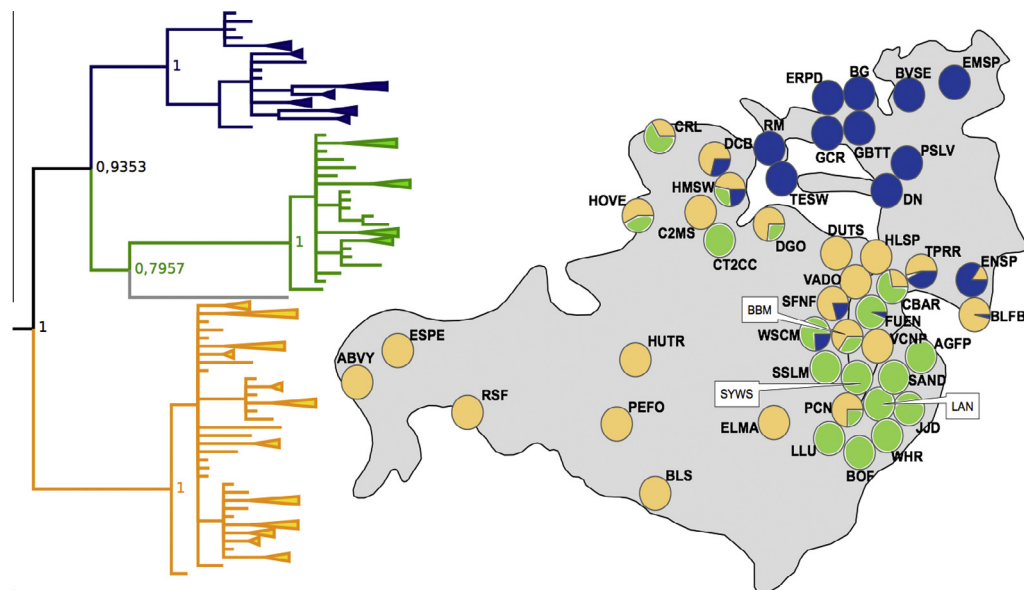 1
0,9353
1
0,7957
1
1
EMSP
BVSE
BG
ERPD
RM
CRL
DCB
GCR
GBTT
PSLV
HMSW
TESW
DN
HOVE
C2MS
CT2CC
DGO
DUTS
HLSP
TPRR
ENSP
VADO
CBAR
SFNF
BBM
FUEN
BLFB
WSCM
VCNP
AGFP
ESPE
ABVY
HUTR
SSLM
SAND
SYWS
RSF
PEFO
PCN
LAN
ELMA
JJD
LLU
WHR
BOF
BLS